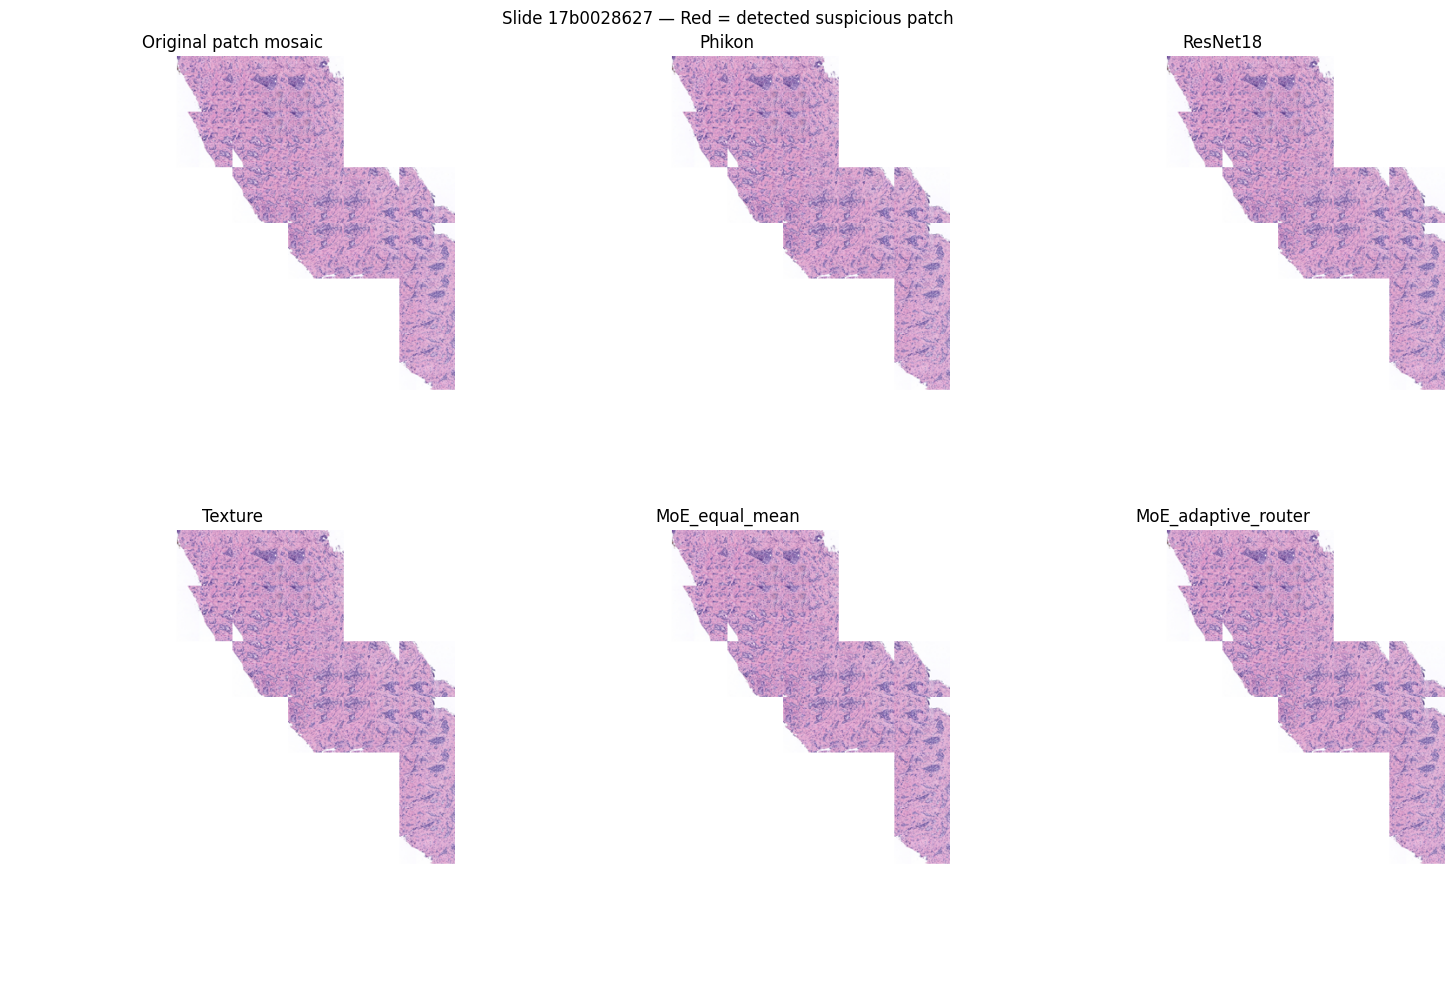 Slide 17b0028627 — Red = detected suspicious patch
Original patch mosaic
Phikon
ResNet18
Texture
MoE_equal_mean
MoE_adaptive_router